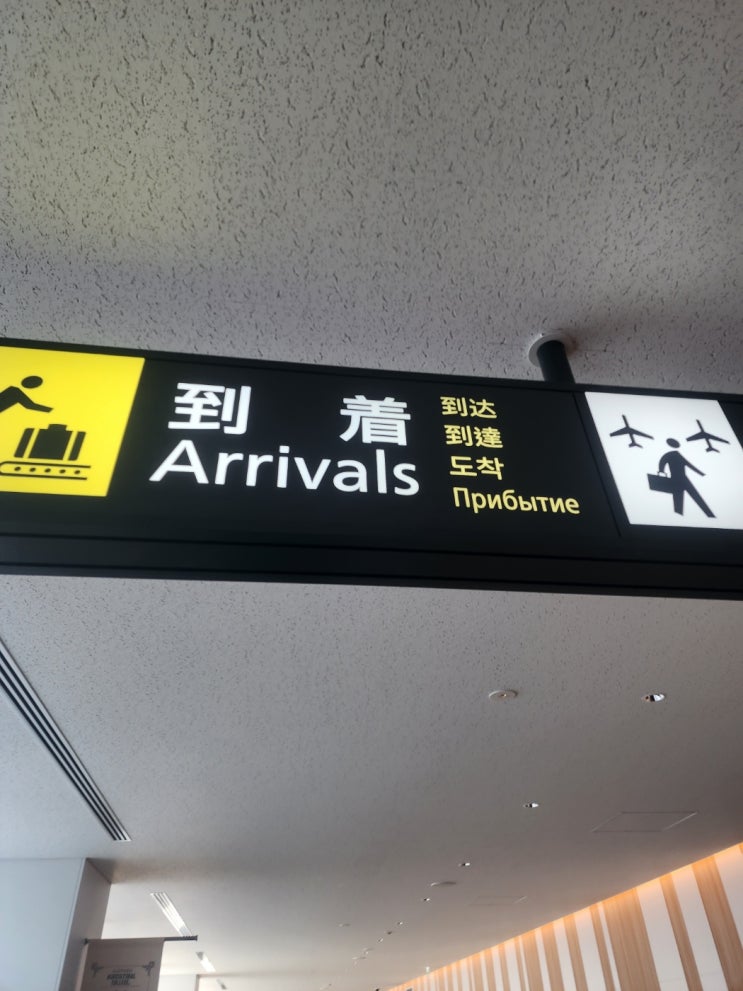 到着
Arrivals
到达
到達
도착
Прибытие